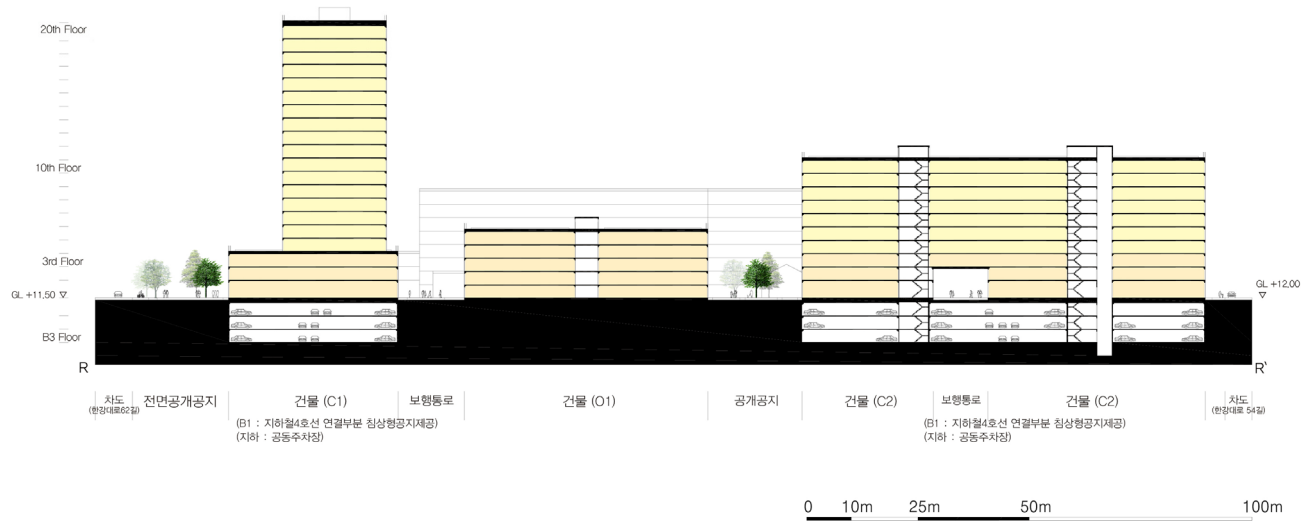 20th Floor
10th Floor
3rd Floor
GL +11,50
GL +12,00
B3 Floor
R
R`
차도
(한강대로62길)
전면공개공지
건물 (C1)
(B1 : 지하철4호선 연결부분 침상형공지제공)
(지하 : 공동주차장)
보행통로
건물 (O1)
공개공지
건물 (C2)
보행통로
건물 (C2)
(B1 : 지하철4호선 연결부분 침상형공지제공)
(지하 : 공동주차장)
차도
(한강대로 54길)
0 10m 25m 50m 100m